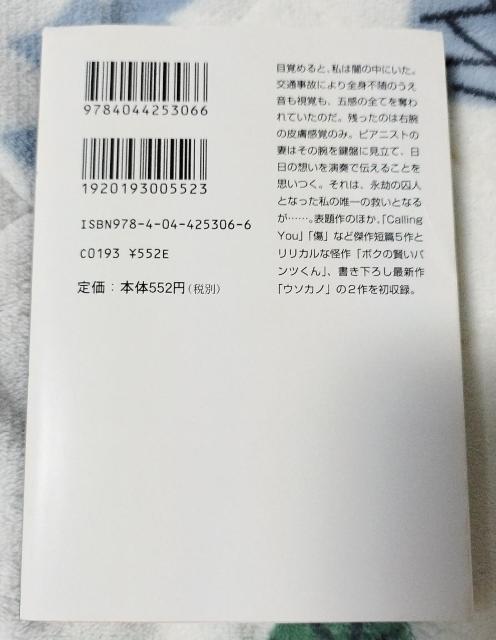 9784044253066
1920193005523
ISBN978-4-04-425306-6
C0193 ¥552E
定価：本体552円（税別）
目覚めると、私は闇の中にいた。
交通事故により全身不随のうえ
音も視覚も、五感の全てを奪わ
れていたのだ。残ったのは右腕
の皮膚感覚のみ。ピアニストの
妻はその腕を鍵盤に見立て、日
日の想いを演奏で伝えることを
思いつく。それは、永劫の囚人
となった私の唯一の救いとなる
が……。表題作のほか、「Calling
You」「傷」など傑作短篇5作と
リリカルな怪作「ボクの賢いパ
ンツくん」、書き下ろし最新作
「ウソカノ」の2作を初収録。